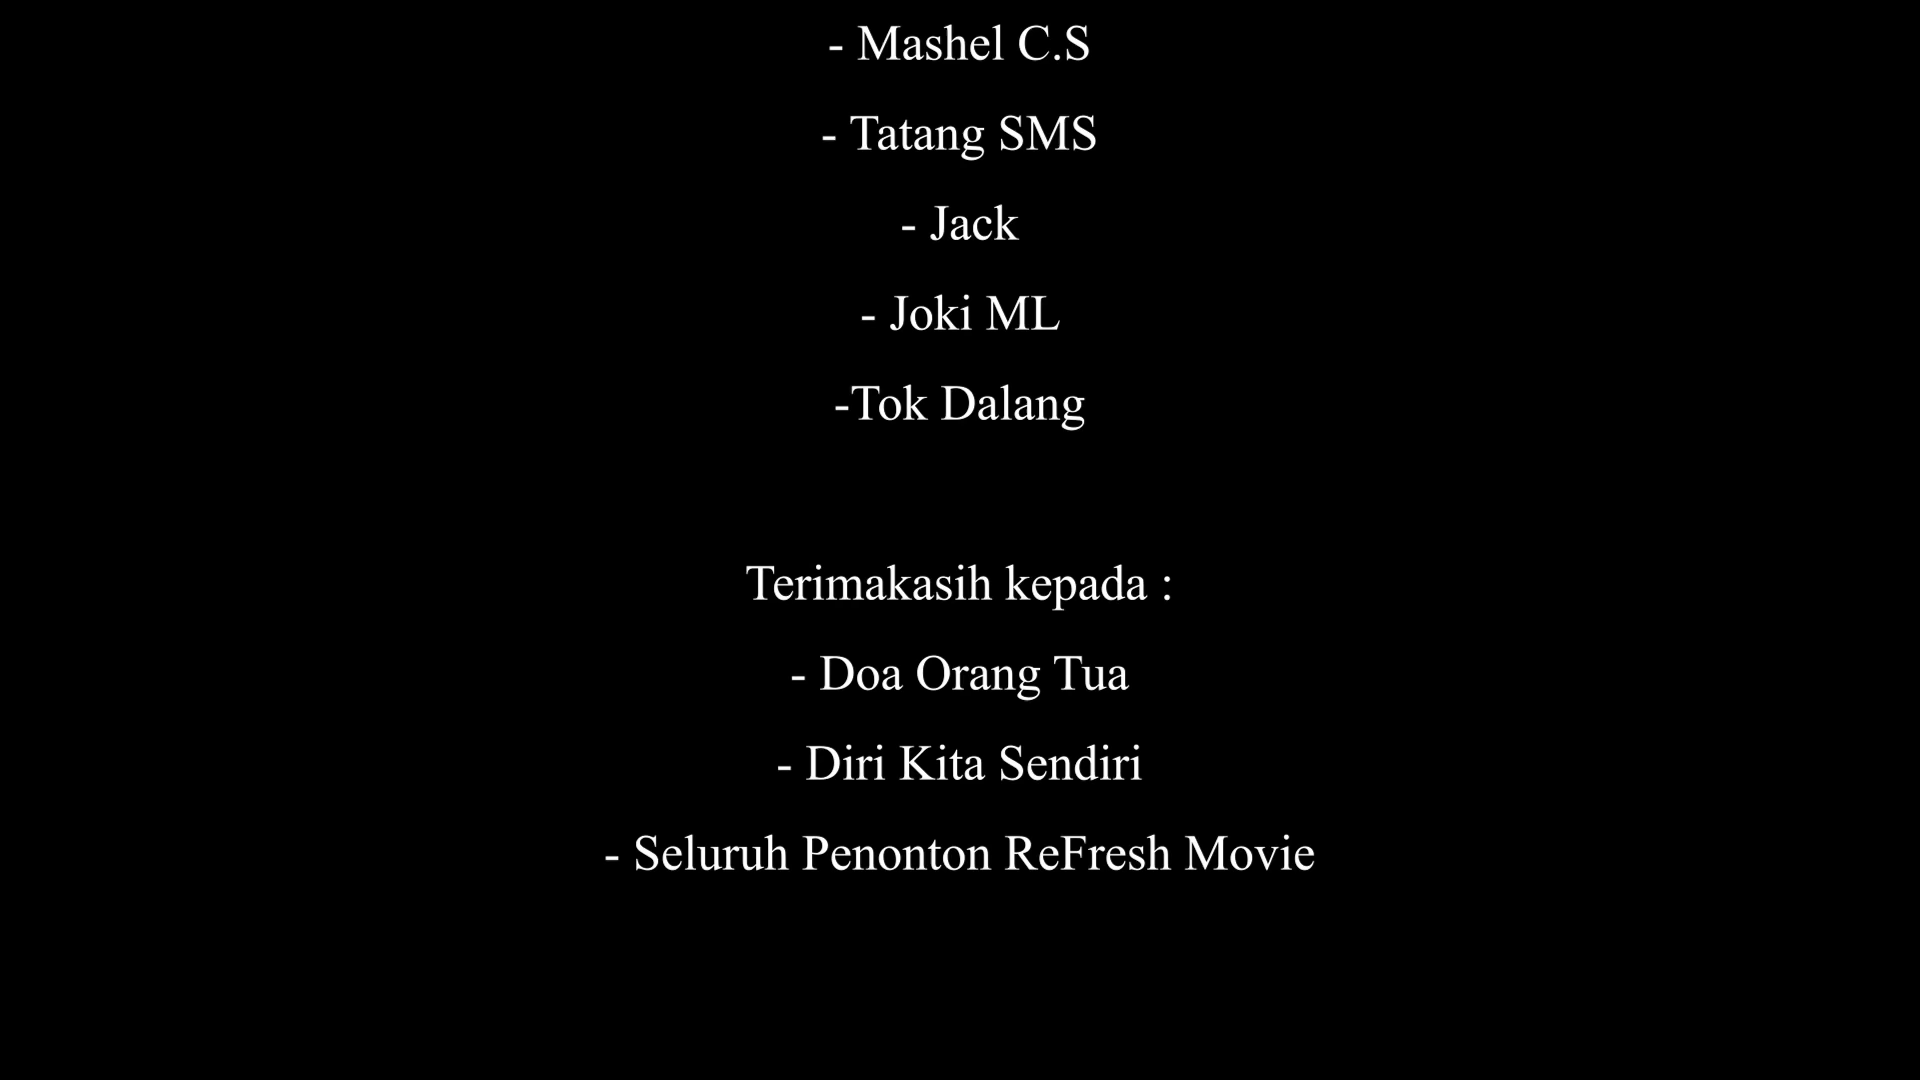 - Mashel C.S
- Tatang SMS
- Jack
- Joki ML
-Tok Dalang
Terimakasih kepada :
- Doa Orang Tua
- Diri Kita Sendiri
- Seluruh Penonton ReFresh Movie